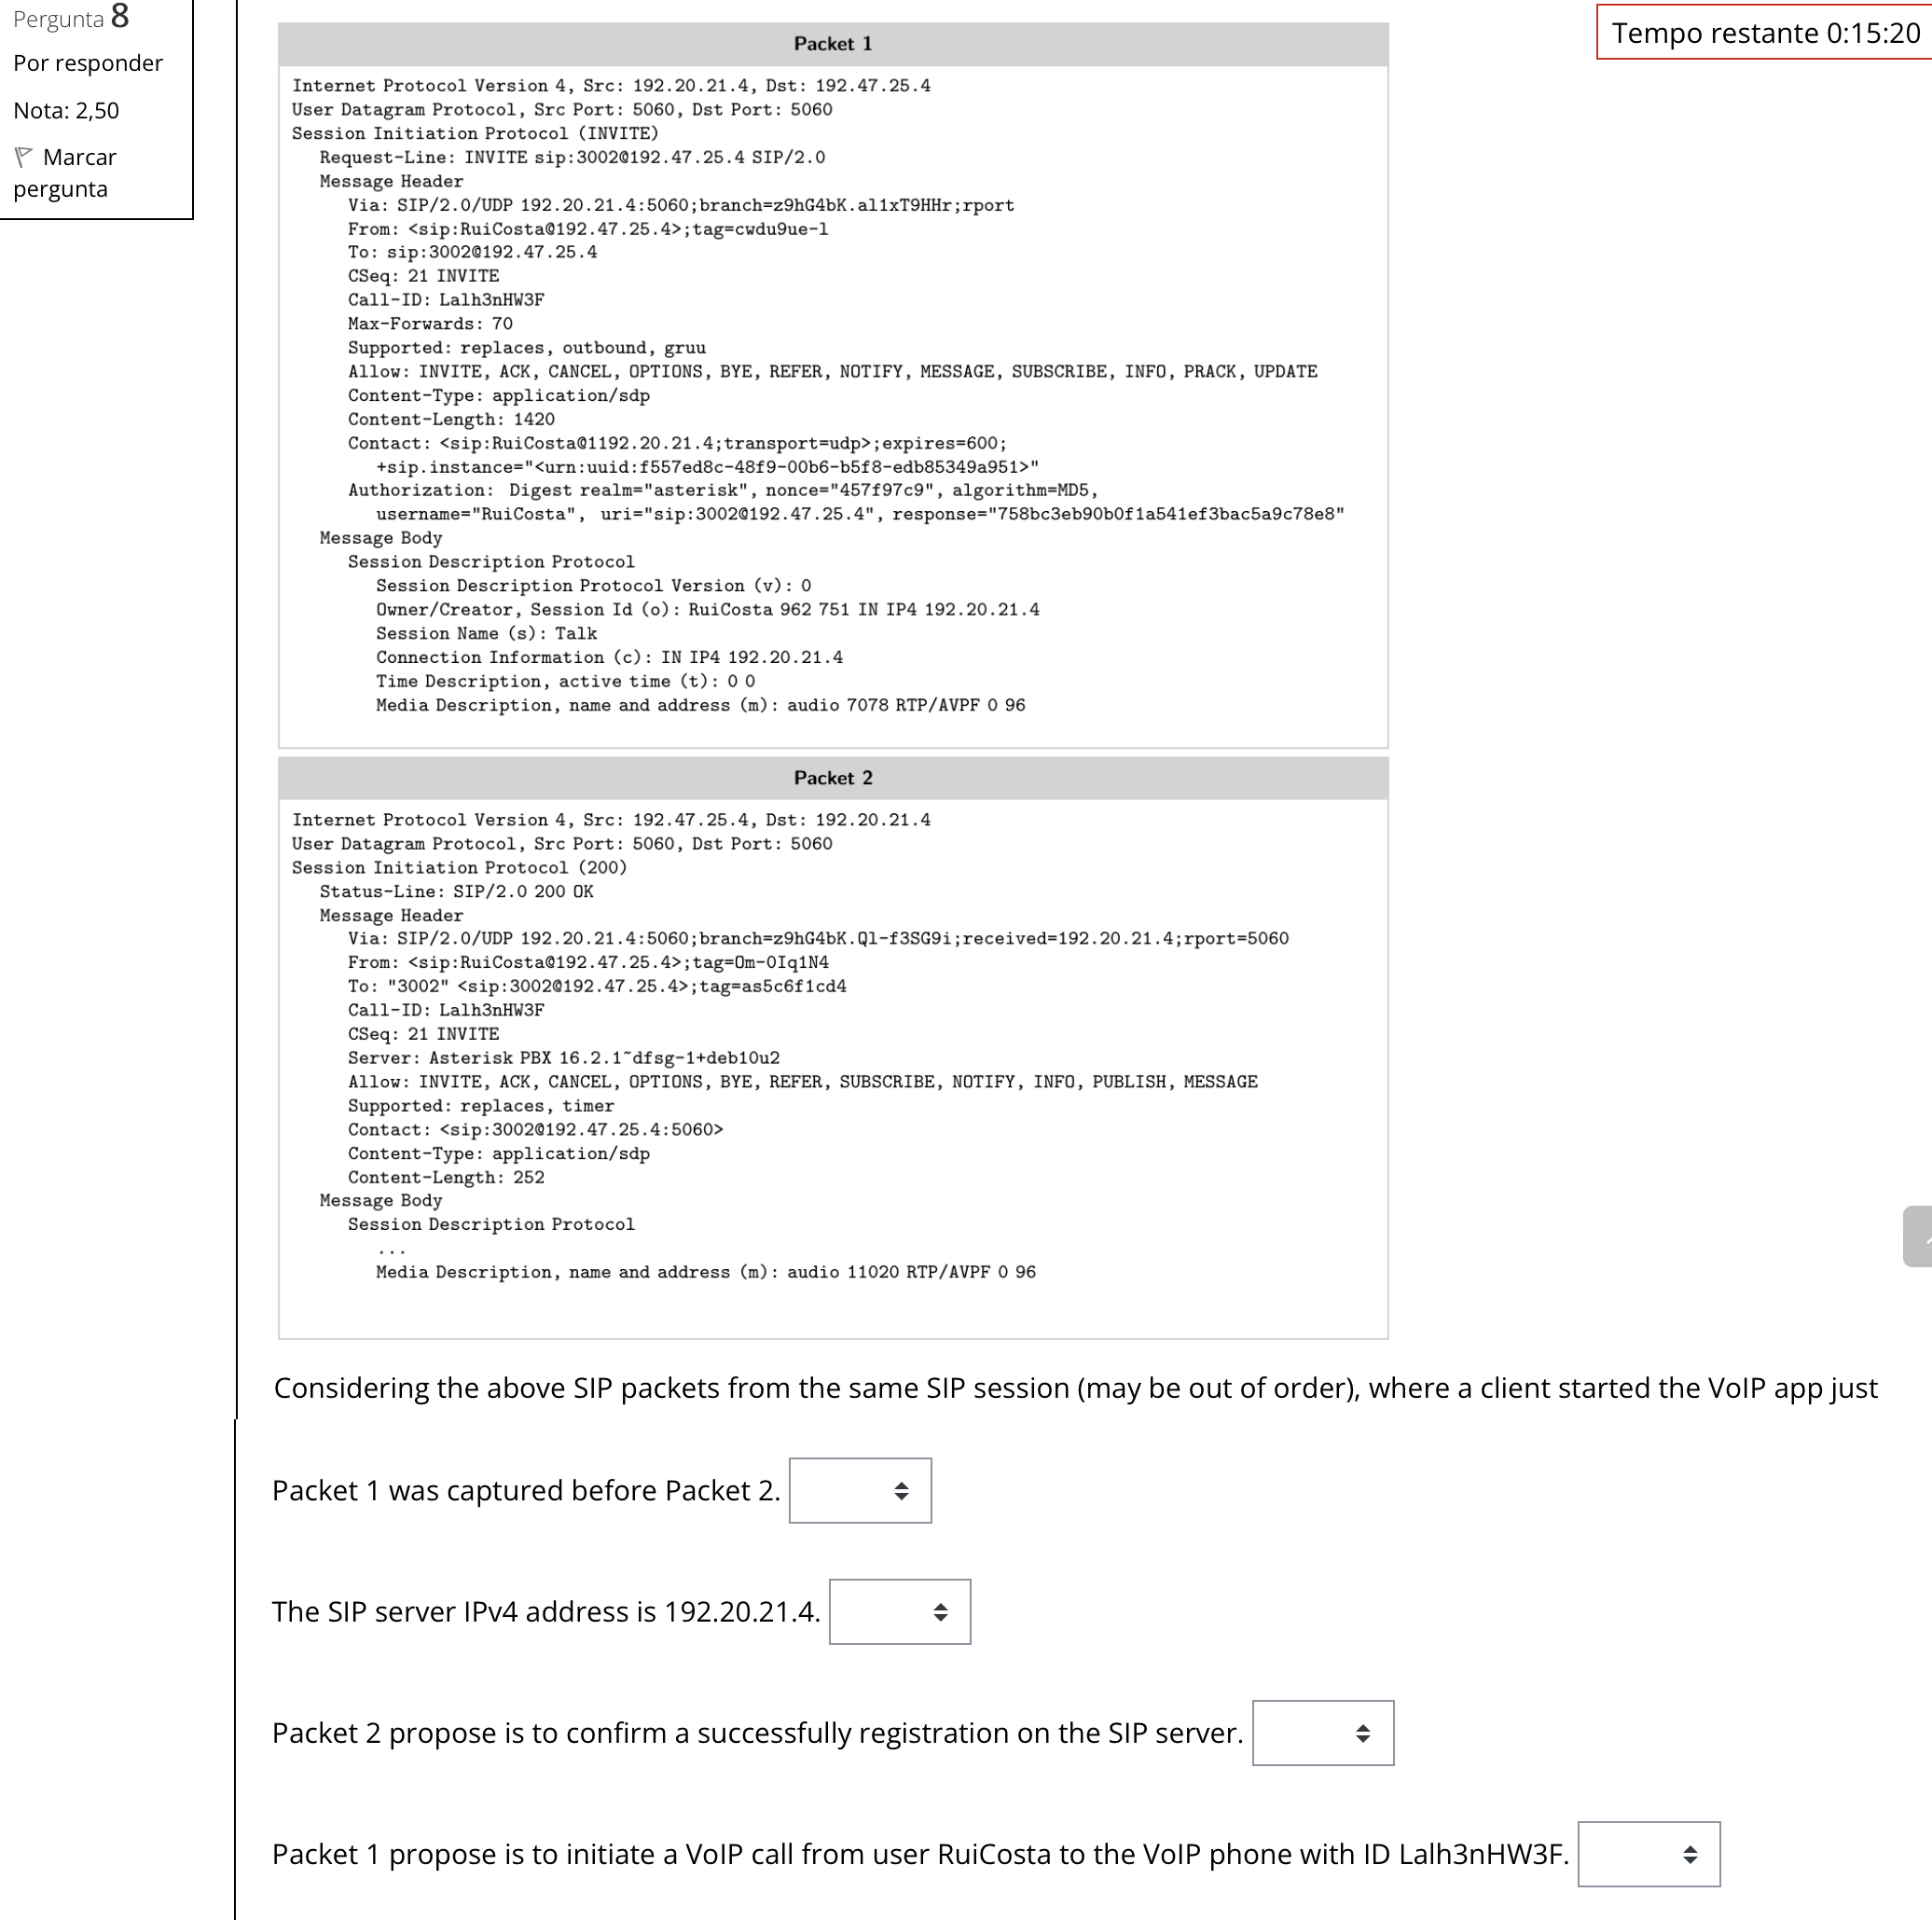 Pergunta 8
Por responder
Nota: 2,50
Marcar
pergunta
Tempo restante 0:15:20
Packet 1
Internet Protocol Version 4, Src: 192.20.21.4, Dst: 192.47.25.4
User Datagram Protocol, Src Port: 5060, Dst Port: 5060
Session Initiation Protocol (INVITE)
Request-Line: INVITE sip:3002@192.47.25.4 SIP/2.0
Message Header
Via: SIP/2.0/UDP 192.20.21.4:5060;branch=z9hG4bK.al1xT9HHr;rport
From: <sip:RuiCosta@192.47.25.4>;tag=cwdu9ue-l
To: sip:3002@192.47.25.4
CSeq: 21 INVITE
Call-ID: Lalh3nHW3F
Max-Forwards: 70
Supported: replaces, outbound, gruu
Allow: INVITE, ACK, CANCEL, OPTIONS, BYE, REFER, NOTIFY, MESSAGE, SUBSCRIBE, INFO, PRACK, UPDATE
Content-Type: application/sdp
Content-Length: 1420
Contact: <sip:RuiCosta@1192.20.21.4;transport=udp>;expires=600;
+sip.instance="<urn:uuid:f557ed8c-48f9-00b6-b5f8-edb85349a951>"
Authorization: Digest realm="asterisk", nonce="457f97c9", algorithm=MD5,
username="RuiCosta", uri="sip:3002@192.47.25.4", response="758bc3eb90b0f1a541ef3bac5a9c78e8"
Message Body
Session Description Protocol
Session Description Protocol Version (v): 0
Owner/Creator, Session Id (o): RuiCosta 962 751 IN IP4 192.20.21.4
Session Name (s): Talk
Connection Information (c): IN IP4 192.20.21.4
Time Description, active time (t): 0 0
Media Description, name and address (m): audio 7078 RTP/AVPF 0 96
Packet 2
Internet Protocol Version 4, Src: 192.47.25.4, Dst: 192.20.21.4
User Datagram Protocol, Src Port: 5060, Dst Port: 5060
Session Initiation Protocol (200)
Status-Line: SIP/2.0 200 OK
Message Header
Via: SIP/2.0/UDP 192.20.21.4:5060;branch=z9hG4bK.Ql-f3SG9i;received=192.20.21.4;rport=5060
From: <sip:RuiCosta@192.47.25.4>;tag=Om-0Iq1N4
To: "3002" <sip:3002@192.47.25.4>;tag=as5c6f1cd4
Call-ID: Lalh3nHW3F
CSeq: 21 INVITE
Server: Asterisk PBX 16.2.1~dfsg-1+deb10u2
Allow: INVITE, ACK, CANCEL, OPTIONS, BYE, REFER, SUBSCRIBE, NOTIFY, INFO, PUBLISH, MESSAGE
Supported: replaces, timer
Contact: <sip:3002@192.47.25.4:5060>
Content-Type: application/sdp
Content-Length: 252
Message Body
Session Description Protocol
...
Media Description, name and address (m): audio 11020 RTP/AVPF 0 96
Considering the above SIP packets from the same SIP session (may be out of order), where a client started the VoIP app just
Packet 1 was captured before Packet 2.
The SIP server IPv4 address is 192.20.21.4.
Packet 2 propose is to confirm a successfully registration on the SIP server.
Packet 1 propose is to initiate a VoIP call from user RuiCosta to the VoIP phone with ID Lalh3nHW3F.